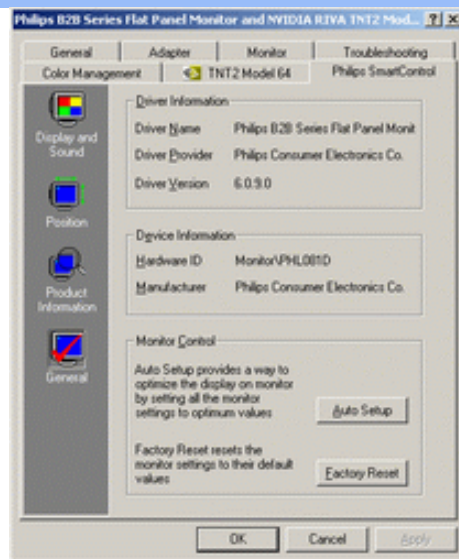 Philips B2B Series Flat Panel Monitor and NVIDIA RIVA TNT2 Mod...
General Adapter Monitor Troubleshooting
Color Management TNT2 Model 64 Philips SmartControl
Display and
Sound
Position
Product
Information
General
Driver Information
Driver Name Philips B2B Series Flat Panel Monit
Driver Provider Philips Consumer Electronics Co.
Driver Version 6.0.9.0
Device Information
Hardware ID Monitor\PHL081D
Manufacturer Philips Consumer Electronics Co.
Monitor Control
Auto Setup provides a way to
optimize the display on monitor
by setting all the monitor
settings to optimum values
Auto Setup
Factory Reset resets the
monitor settings to their default
values
Factory Reset
OK Cancel Apply